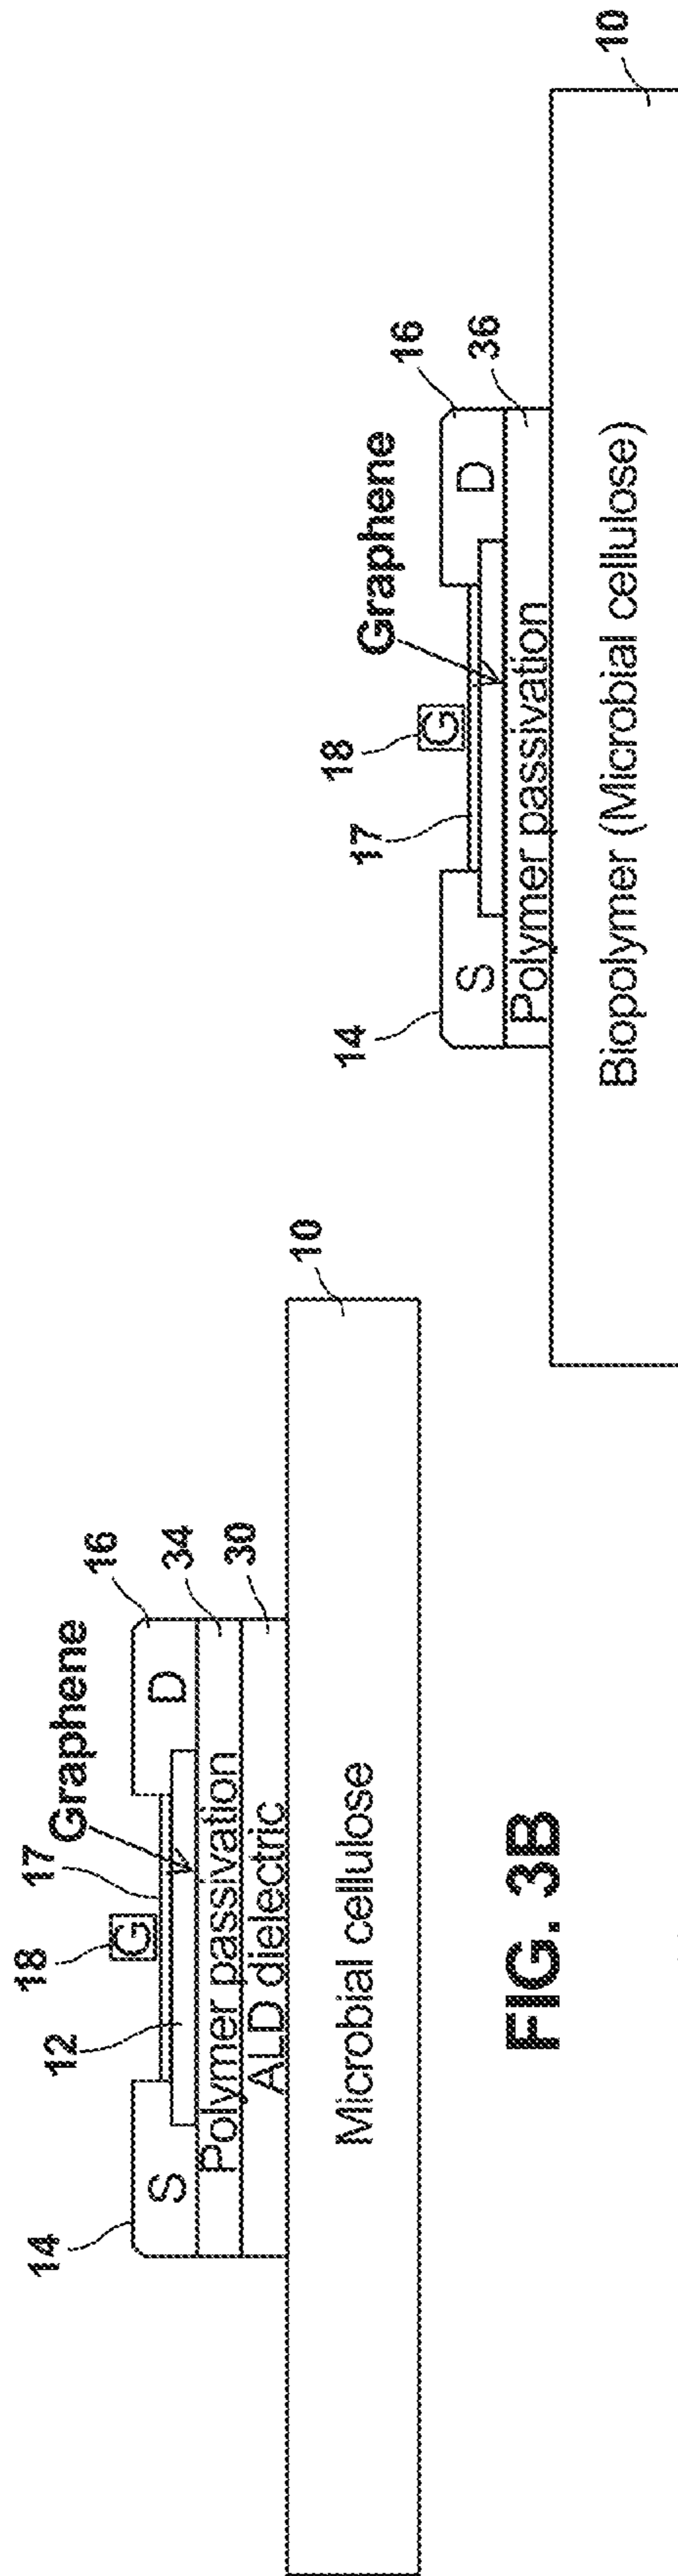 14
12
18
17
Graphene
16
34
30
10
S
G
D
Polymer passivation
ALD dielectric
Microbial cellulose
FIG. 3B
14
17
18
Graphene
16
36
10
S
G
D
Polymer passivation
Biopolymer (Microbial cellulose)